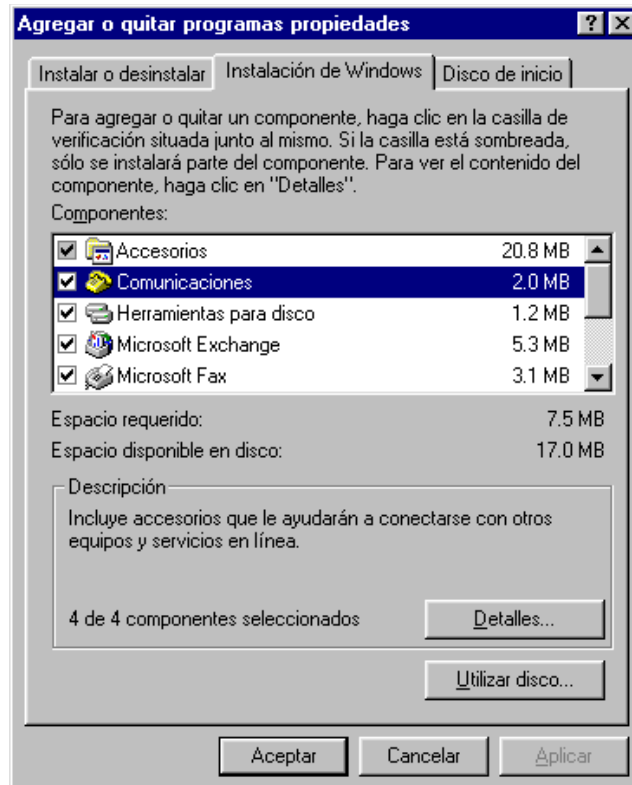 Agregar o quitar programas propiedades
Instalar o desinstalar Instalación de Windows Disco de inicio
Para agregar o quitar un componente, haga clic en la casilla de
verificación situada junto al mismo. Si la casilla está sombreada,
sólo se instalará parte del componente. Para ver el contenido del
componente, haga clic en "Detalles".
Componentes:
Accesorios 20.8 MB
Comunicaciones 2.0 MB
Herramientas para disco 1.2 MB
Microsoft Exchange 5.3 MB
Microsoft Fax 3.1 MB
Espacio requerido: 7.5 MB
Espacio disponible en disco: 17.0 MB
Descripción
Incluye accesorios que le ayudarán a conectarse con otros
equipos y servicios en línea.
4 de 4 componentes seleccionados Detalles...
Utilizar disco...
Aceptar Cancelar Aplicar